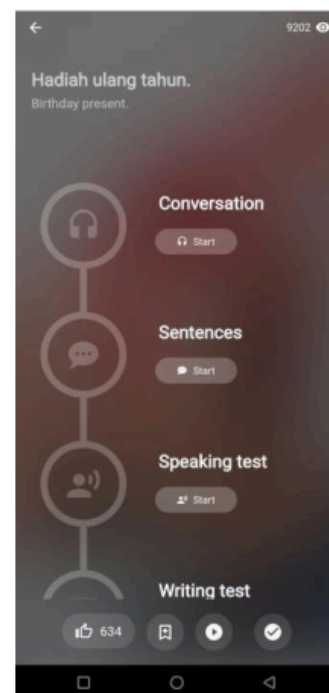 9202
Hadiah ulang tahun.
Birthday present.
Conversation
Start
Sentences
Start
Speaking test
Start
Writing test
634